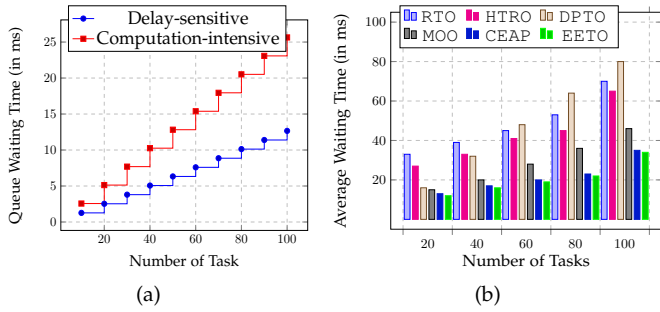 Delay-sensitive
Computation-intensive
Queue Waiting Time (in ms)
25
20
15
10
5
0
0 20 40 60 80 100
Number of Task
(a)
RTO HTRO DPTO
MOO CEAP EETO
Average Waiting Time (in ms)
100
80
60
40
20
20 40 60 80 100
Number of Tasks
(b)